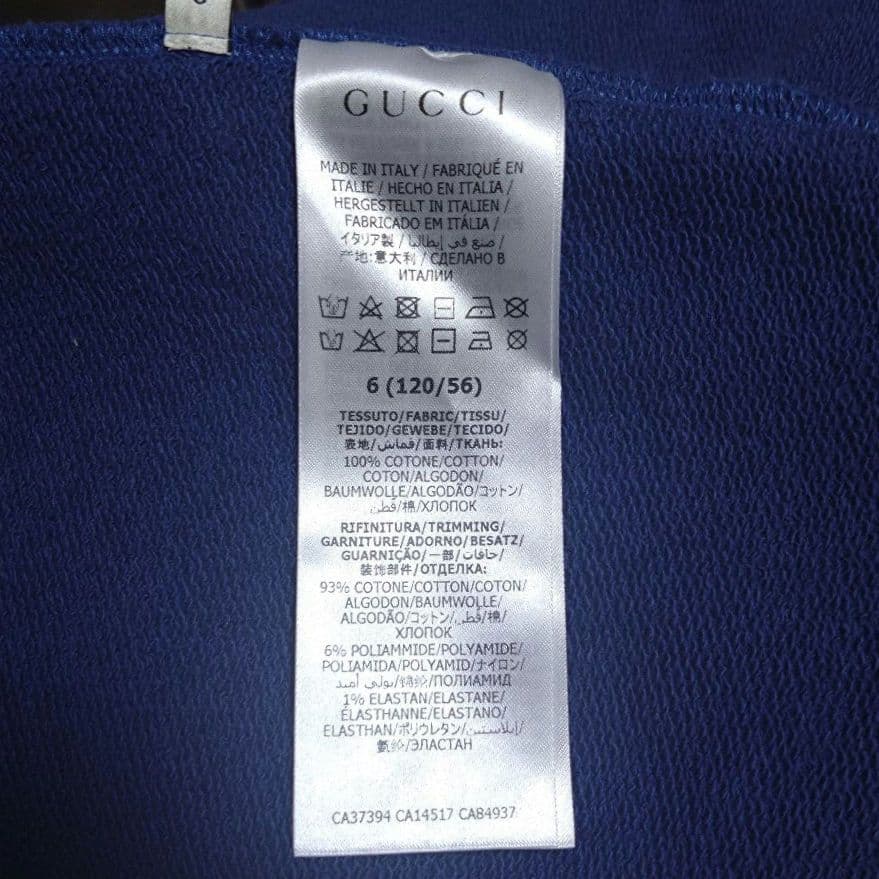 GUCCI
MADE IN ITALY / FABRIQUÉ EN
ITALIE / HECHO EN ITALIA /
HERGESTELLT IN ITALIEN /
FABRICADO EM ITÁLIA /
イタリア製 / صنع في إيطاليا /
产地:意大利 / СДЕЛАНО В
ИТАЛИИ
6 (120/56)
TESSUTO/FABRIC/TISSU/
TEJIDO/GEWEBE/TECIDO/
表地/قماش/面料/ТКАНЬ:
100% COTONE/COTTON/
COTON/ALGODON/
BAUMWOLLE/ALGODÃO/コットン/
قطن/棉/ХЛОПОК
RIFINITURA/TRIMMING/
GARNITURE/ADORNO/BESATZ/
GUARNIÇÃO/一部/حافات/
装饰部件/ОТДЕЛКА:
93% COTONE/COTTON/COTON/
ALGODON/BAUMWOLLE/
ALGODÃO/コットン/قطن/棉/
ХЛОПОК
6% POLIAMMIDE/POLYAMIDE/
POLIAMIDA/POLYAMID/ナイロン/
بولي أميد/锦纶/ПОЛИАМИД
1% ELASTAN/ELASTANE/
ÉLASTHANNE/ELASTANO/
ELASTHAN/ポリウレタン/إيلاستين/
氨纶/ЭЛАСТАН
CA37394 CA14517 CA84937